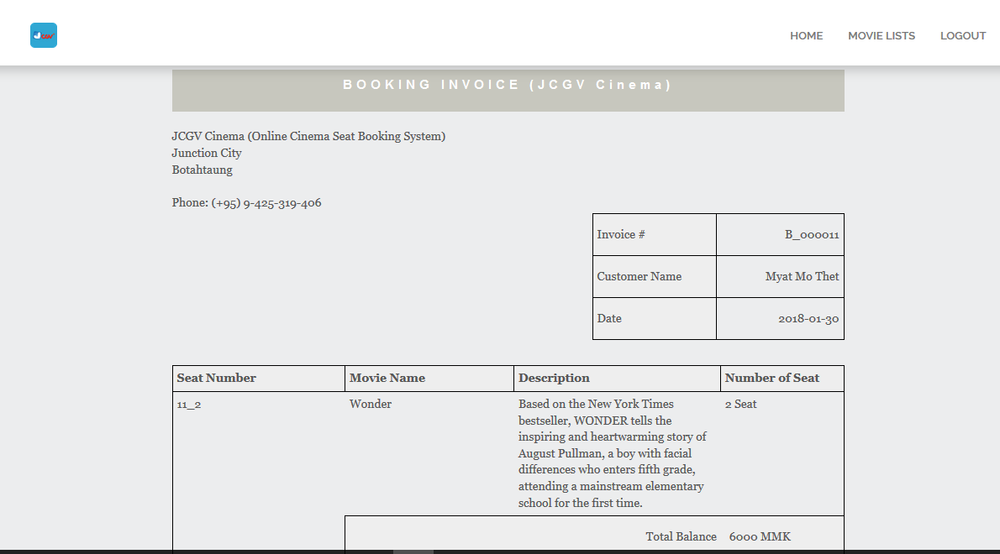 HOME MOVIE LISTS LOGOUT
BOOKING INVOICE (JCGV Cinema)
JCGV Cinema (Online Cinema Seat Booking System)
Junction City
Botahtaung
Phone: (+95) 9-425-319-406
Invoice # B_000011
Customer Name Myat Mo Thet
Date 2018-01-30
Seat Number Movie Name Description Number of Seat
11_2 Wonder Based on the New York Times 2 Seat
bestseller, WONDER tells the
inspiring and heartwarming story of
August Pullman, a boy with facial
differences who enters fifth grade,
attending a mainstream elementary
school for the first time.
Total Balance 6000 MMK